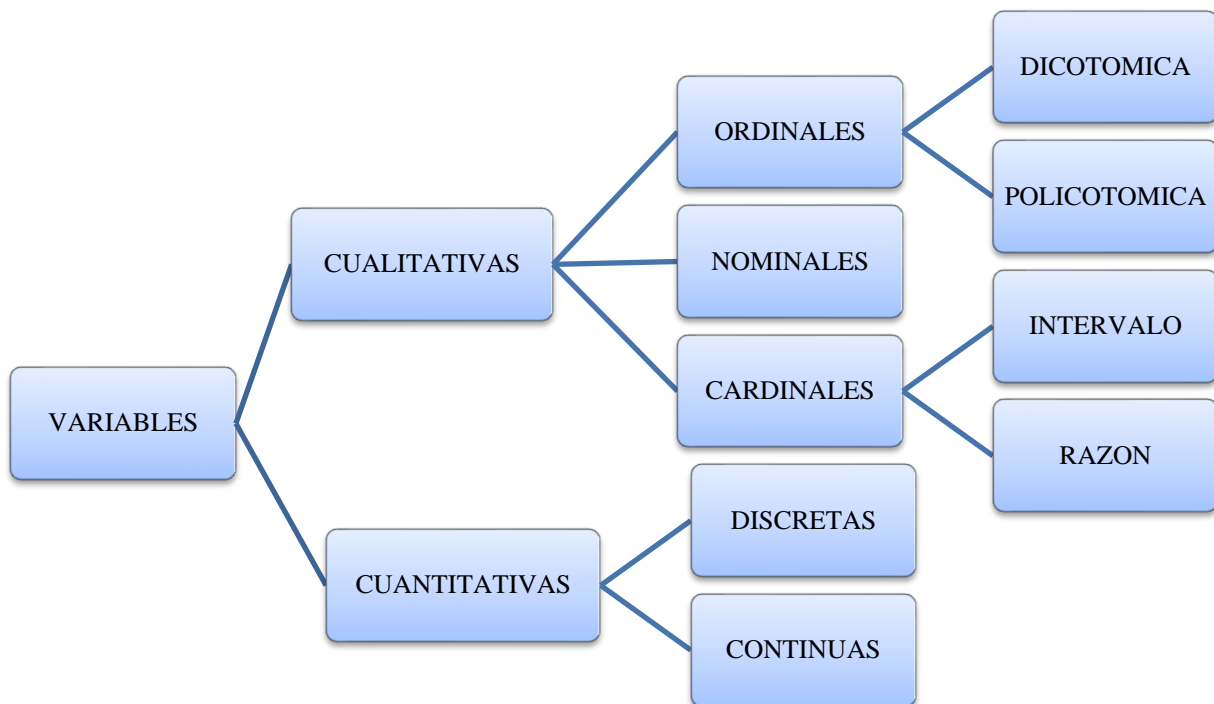 VARIABLES
CUALITATIVAS
ORDINALES
DICOTOMICA
POLICOTOMICA
NOMINALES
CARDINALES
INTERVALO
RAZON
CUANTITATIVAS
DISCRETAS
CONTINUAS